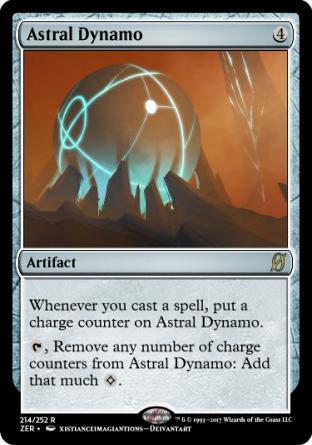 Astral Dynamo 4
Artifact
Whenever you cast a spell, put a
charge counter on Astral Dynamo.
, Remove any number of charge
counters from Astral Dynamo: Add
that much .
214/252 R
ZER • XISTIANCEIMAGIANTIONS—DEIVANTART
™ & © 1993–2017 Wizards of the Coast LLC